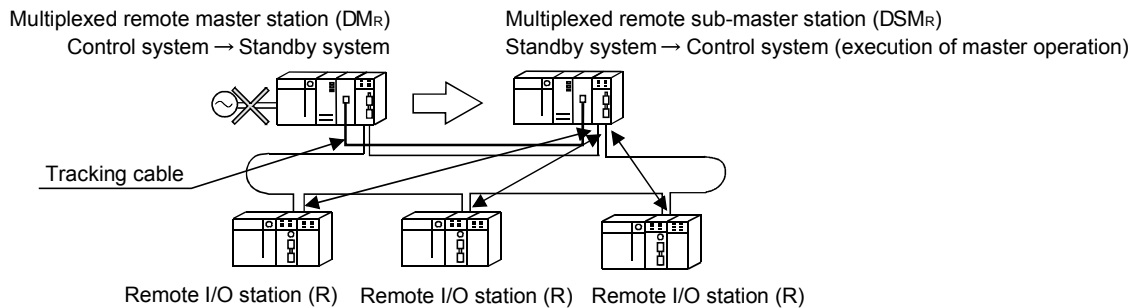 Multiplexed remote master station (DMR)
Control system → Standby system
Multiplexed remote sub-master station (DSMR)
Standby system → Control system (execution of master operation)
Tracking cable
Remote I/O station (R)
Remote I/O station (R)
Remote I/O station (R)